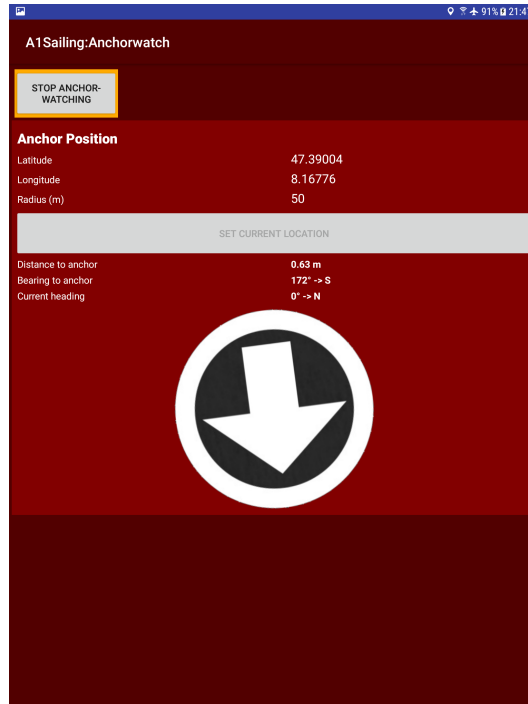 91% 21:47
A1Sailing:Anchorwatch
STOP ANCHOR-
WATCHING
Anchor Position
Latitude 47.39004
Longitude 8.16776
Radius (m) 50
SET CURRENT LOCATION
Distance to anchor 0.63 m
Bearing to anchor 172° -> S
Current heading 0° -> N